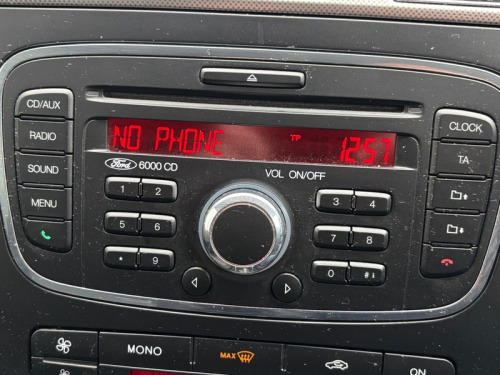 CD/AUX
RADIO
SOUND
MENU
NO PHONE TP 12:57
Ford 6000 CD
VOL ON/OFF
1 2
5 6
* 9
3 4
7 8
0 #
CLOCK
TA
MONO
MAX
ON